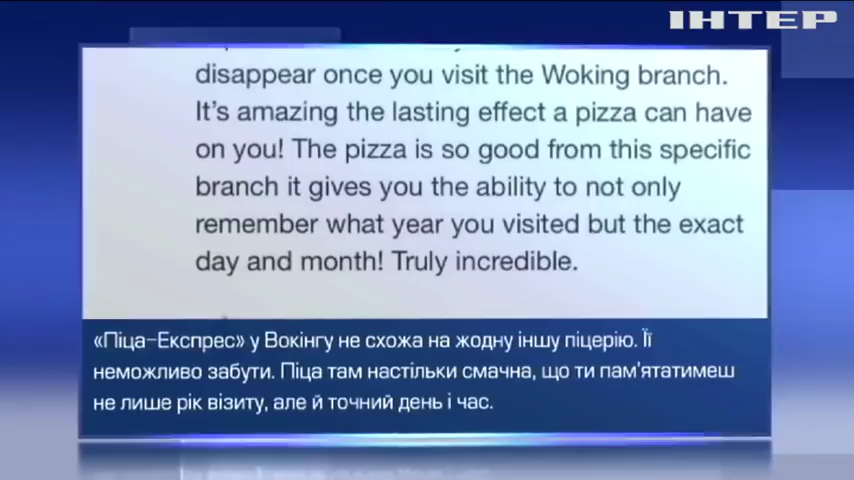 ІНТЕР
disappear once you visit the Woking branch.
It's amazing the lasting effect a pizza can have
on you! The pizza is so good from this specific
branch it gives you the ability to not only
remember what year you visited but the exact
day and month! Truly incredible.
«Піца–Експрес» у Вокінгу не схожа на жодну іншу піцерію. Її
неможливо забути. Піца там настільки смачна, що ти пам'ятатимеш
не лише рік візиту, але й точний день і час.